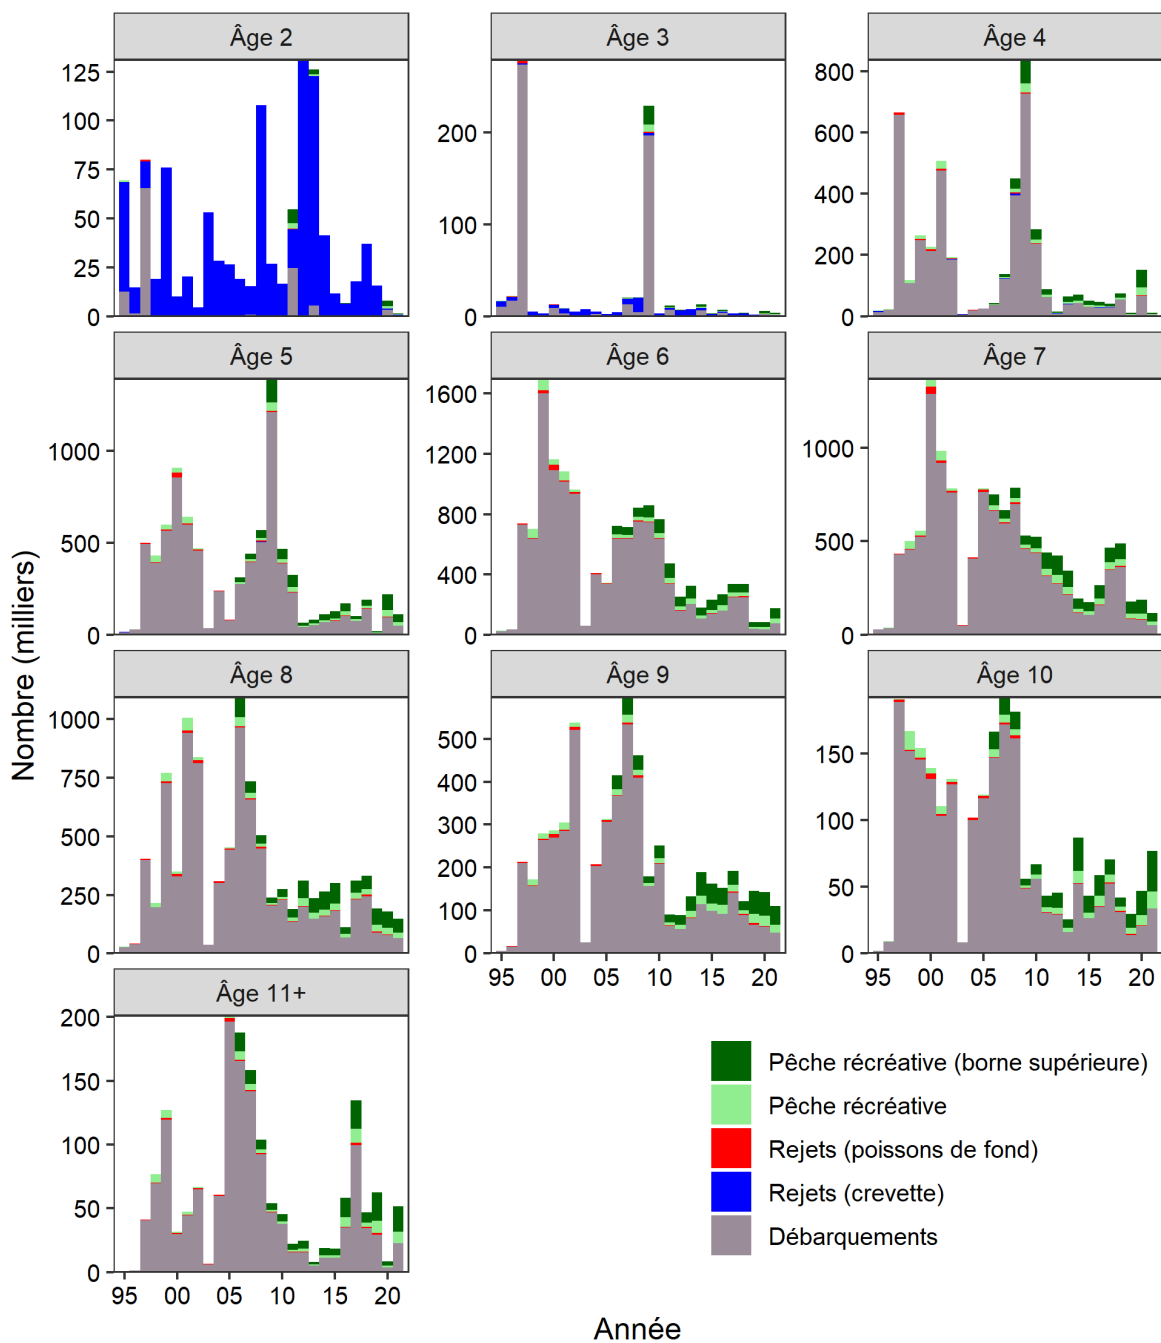 Âge 2
Âge 3
Âge 4
125
100
75
50
25
0
200
100
0
800
600
400
200
0
Âge 5
Âge 6
Âge 7
1000
500
0
1600
1200
800
400
0
1000
500
0
Âge 8
Âge 9
Âge 10
1000
750
500
250
0
500
400
300
200
100
0
150
100
50
0
95 00 05 10 15 20
95 00 05 10 15 20
Âge 11+
200
150
100
50
0
95 00 05 10 15 20
Nombre (milliers)
Année
Pêche récréative (borne supérieure)
Pêche récréative
Rejets (poissons de fond)
Rejets (crevette)
Débarquements